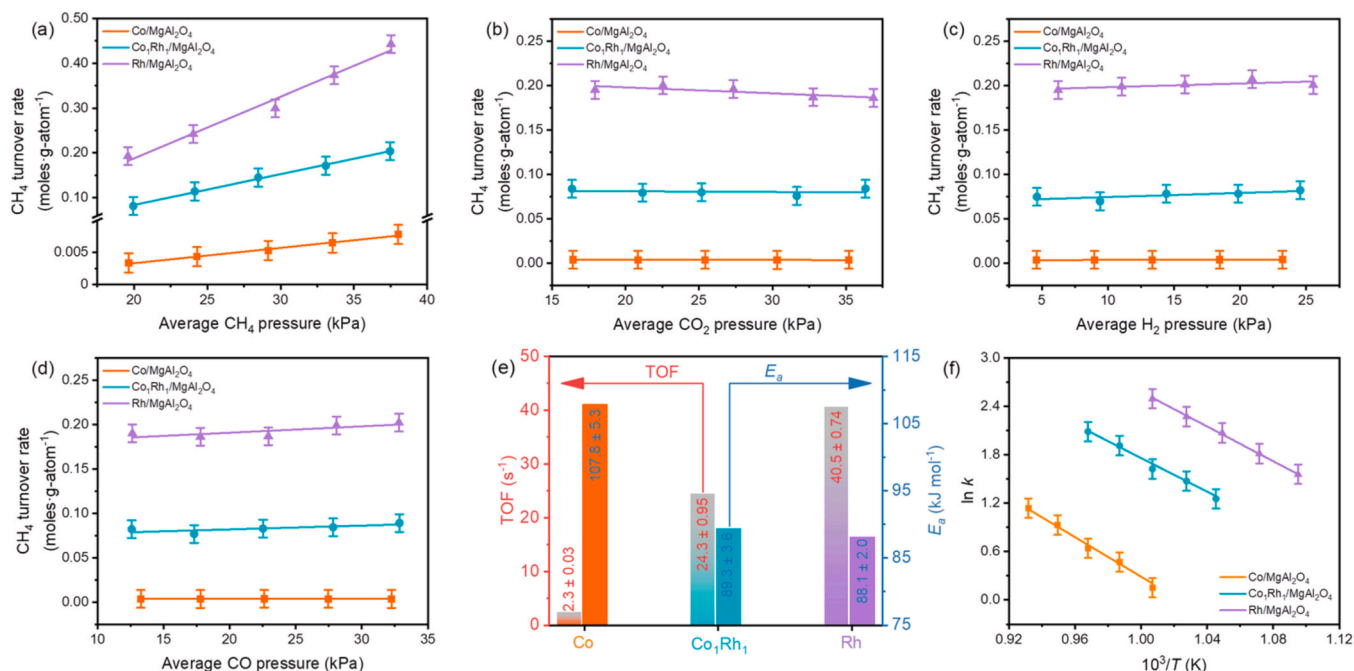 (a)
Co/MgAl₂O₄
Co₁Rh₁/MgAl₂O₄
Rh/MgAl₂O₄
CH₄ turnover rate
(moles·g-atom⁻¹)
0.50
0.40
0.30
0.20
0.10
0.005
0
20
25
30
35
40
Average CH₄ pressure (kPa)
(b)
Co/MgAl₂O₄
Co₁Rh₁/MgAl₂O₄
Rh/MgAl₂O₄
CH₄ turnover rate
(moles·g-atom⁻¹)
0.25
0.20
0.15
0.10
0.05
0.00
15
20
25
30
35
Average CO₂ pressure (kPa)
(c)
Co/MgAl₂O₄
Co₁Rh₁/MgAl₂O₄
Rh/MgAl₂O₄
CH₄ turnover rate
(moles·g-atom⁻¹)
0.25
0.20
0.15
0.10
0.05
0.00
5
10
15
20
25
Average H₂ pressure (kPa)
(d)
Co/MgAl₂O₄
Co₁Rh₁/MgAl₂O₄
Rh/MgAl₂O₄
CH₄ turnover rate
(moles·g-atom⁻¹)
0.25
0.20
0.15
0.10
0.05
0.00
10
15
20
25
30
35
Average CO pressure (kPa)
(e)
TOF
Eₐ
TOF (s⁻¹)
50
40
30
20
10
0
2.3 ± 0.03
107.8 ± 5.3
24.3 ± 0.95
89.3 ± 3.6
40.5 ± 0.74
88.1 ± 2.0
115
105
95
85
75
Eₐ (kJ mol⁻¹)
Co
Co₁Rh₁
Rh
(f)
ln k
3.0
2.4
1.8
1.2
0.6
0.0
Co/MgAl₂O₄
Co₁Rh₁/MgAl₂O₄
Rh/MgAl₂O₄
0.92
0.96
1.00
1.04
1.08
1.12
10³/T (K)